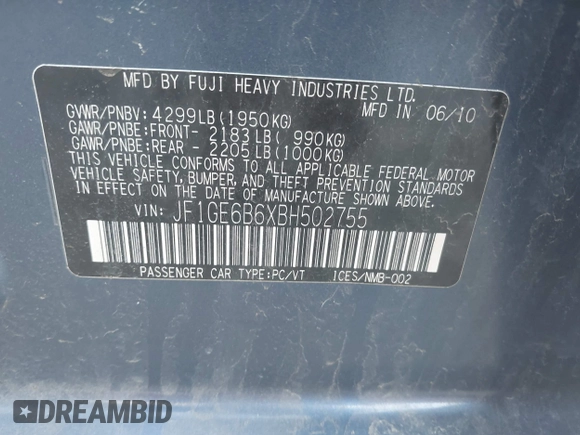 MFD BY FUJI HEAVY INDUSTRIES LTD.
GVWR/PNBV: 4299LB(1950KG) MFD IN 06/10
GAWR/PNBE:FRONT- 2183LB( 990KG)
GAWR/PNBE:REAR - 2205LB(1000KG)
THIS VEHICLE CONFORMS TO ALL APPLICABLE FEDERAL MOTOR
VEHICLE SAFETY, BUMPER, AND THEFT PREVENTION STANDARDS
IN EFFECT ON THE DATE OF MANUFACTURE SHOWN ABOVE.
VIN: JF1GE6B6XBH502755
PASSENGER CAR TYPE:PC/VT 1CES/NMB-002
DREAMBID